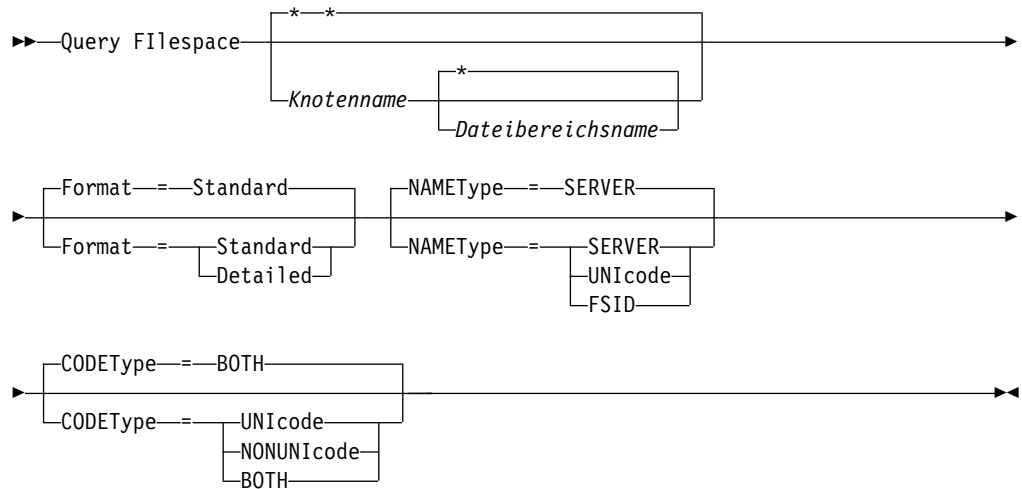 * *
Query FIlespace
*
Knotenname
Dateibereichsname
Format = Standard NAMEType = SERVER
Format = Standard NAMEType = SERVER
Detailed UNIcode
FSID
CODEType = BOTH
CODEType = UNIcode
NONUNIcode
BOTH